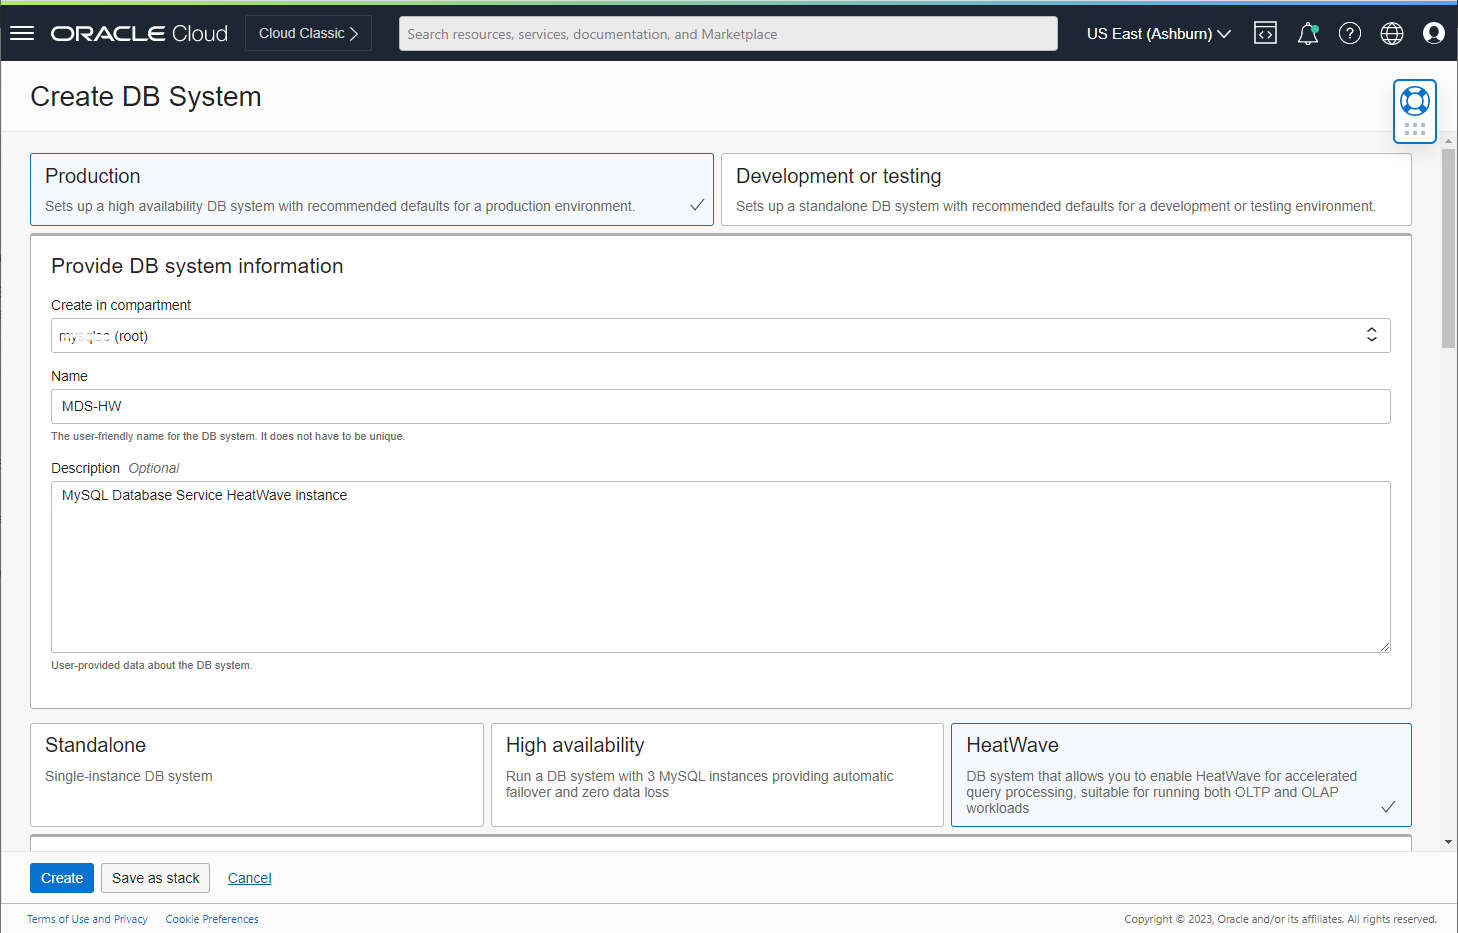 ORACLE Cloud
Cloud Classic
Search resources, services, documentation, and Marketplace
US East (Ashburn)
Create DB System
Production
Sets up a high availability DB system with recommended defaults for a production environment.
Development or testing
Sets up a standalone DB system with recommended defaults for a development or testing environment.
Provide DB system information
Create in compartment
(root)
Name
MDS-HW
The user-friendly name for the DB system. It does not have to be unique.
Description Optional
MySQL Database Service HeatWave instance
User-provided data about the DB system.
Standalone
Single-instance DB system
High availability
Run a DB system with 3 MySQL instances providing automatic
failover and zero data loss
HeatWave
DB system that allows you to enable HeatWave for accelerated
query processing, suitable for running both OLTP and OLAP
workloads
Create
Save as stack
Cancel
Terms of Use and Privacy
Cookie Preferences
Copyright © 2023, Oracle and/or its affiliates. All rights reserved.